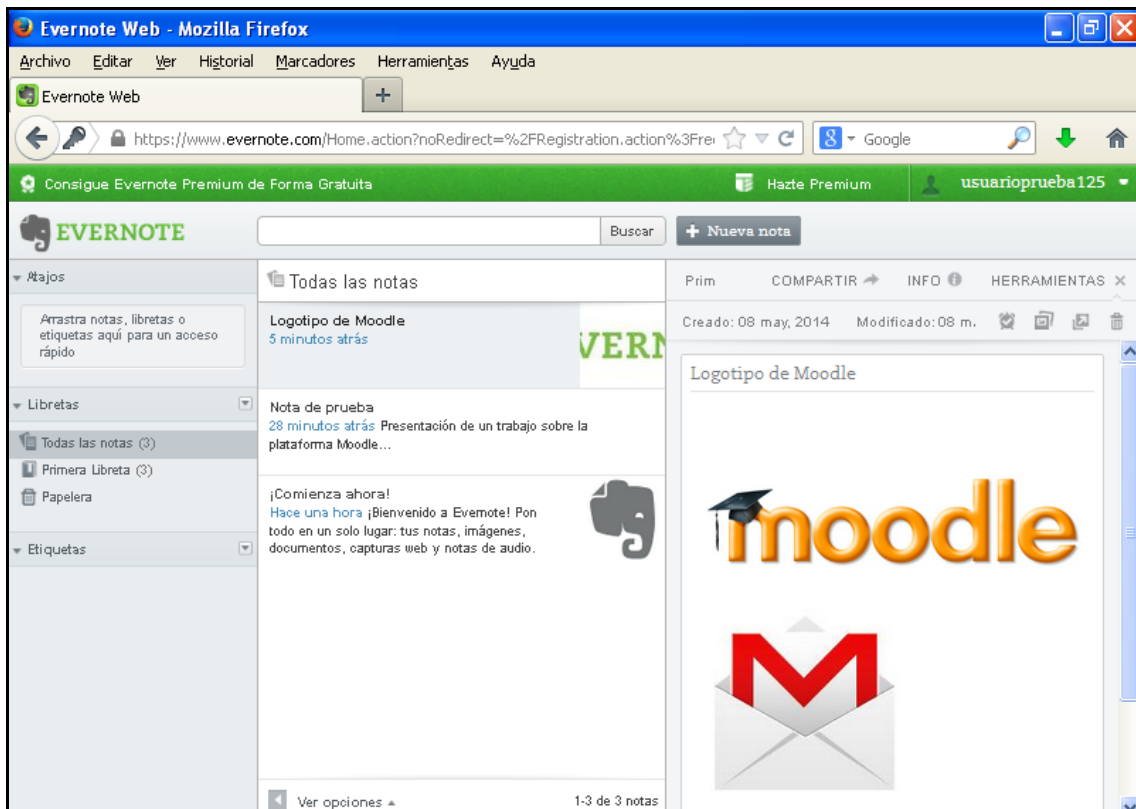 Evernote Web - Mozilla Firefox
Archivo Editar Ver Historial Marcadores Herramientas Ayuda
Evernote Web
https://www.evernote.com/Home.action?noRedirect=%2FRegistration.action%3Fre
8 Google
Consigue Evernote Premium de Forma Gratuita
Hazte Premium
usuarioprueba125
EVERNOTE
Buscar
+ Nueva nota
Atajos
Arrastra notas, libretas o
etiquetas aquí para un acceso
rápido
Libretas
Todas las notas (3)
Primera Libreta (3)
Papelera
Etiquetas
Todas las notas
Logotipo de Moodle
5 minutos atrás
VERN
Nota de prueba
28 minutos atrás Presentación de un trabajo sobre la
plataforma Moodle...
¡Comienza ahora!
Hace una hora ¡Bienvenido a Evernote! Pon
todo en un solo lugar: tus notas, imágenes,
documentos, capturas web y notas de audio.
Ver opciones
1-3 de 3 notas
Prim COMPARTIR INFO HERRAMIENTAS
Creado: 08 may, 2014 Modificado: 08 m.
Logotipo de Moodle
moodle
M